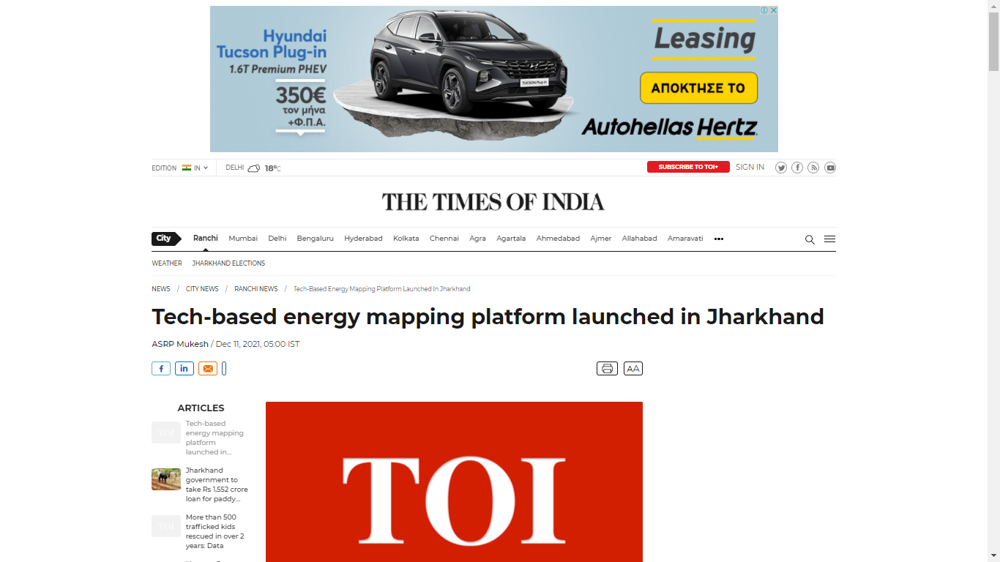 Hyundai
Tucson Plug-in
1.6T Premium PHEV
350€
τον μήνα
+Φ.Π.Α.
TUCSON Plug-in
Leasing
ΑΠΟΚΤΗΣΕ ΤΟ
Autohellas Hertz.
EDITION IN DELHI 18°C SUBSCRIBE TO TOI+ SIGN IN
THE TIMES OF INDIA
City Ranchi Mumbai Delhi Bengaluru Hyderabad Kolkata Chennai Agra Agartala Ahmedabad Ajmer Allahabad Amaravati
WEATHER JHARKHAND ELECTIONS
NEWS / CITY NEWS / RANCHI NEWS / Tech-Based Energy Mapping Platform Launched In Jharkhand
Tech-based energy mapping platform launched in Jharkhand
ASRP Mukesh / Dec 11, 2021, 05:00 IST
AA
ARTICLES
TOI
Tech-based
energy mapping
platform
launched in...
Jharkhand
government to
take Rs 1,552 crore
loan for paddy...
TOI
More than 500
trafficked kids
rescued in over 2
years: Data
TOI